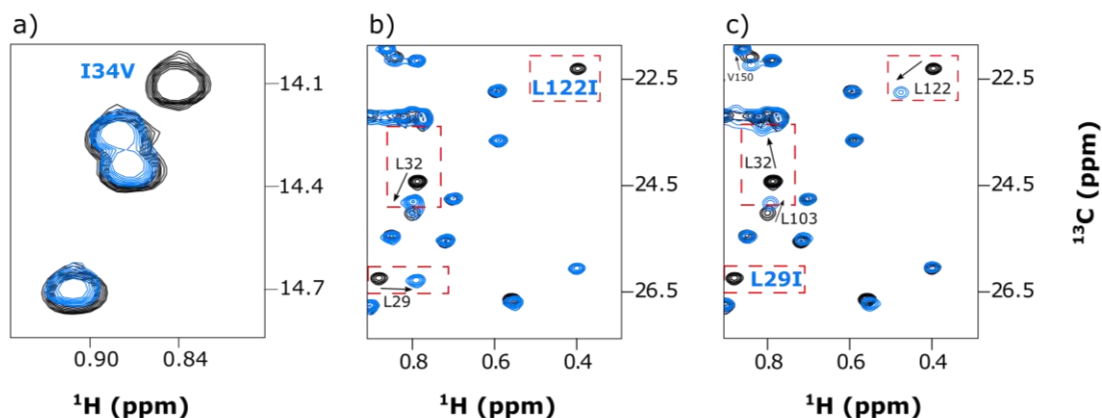 a)
I34V
14.1
14.4
14.7
0.90 0.84
¹H (ppm)
b)
L122I
22.5
L32
24.5
L29
26.5
0.8 0.6 0.4
¹H (ppm)
c)
V150
L122
22.5
L32
24.5
L103
L29I
26.5
0.8 0.6 0.4
¹H (ppm)
¹³C (ppm)